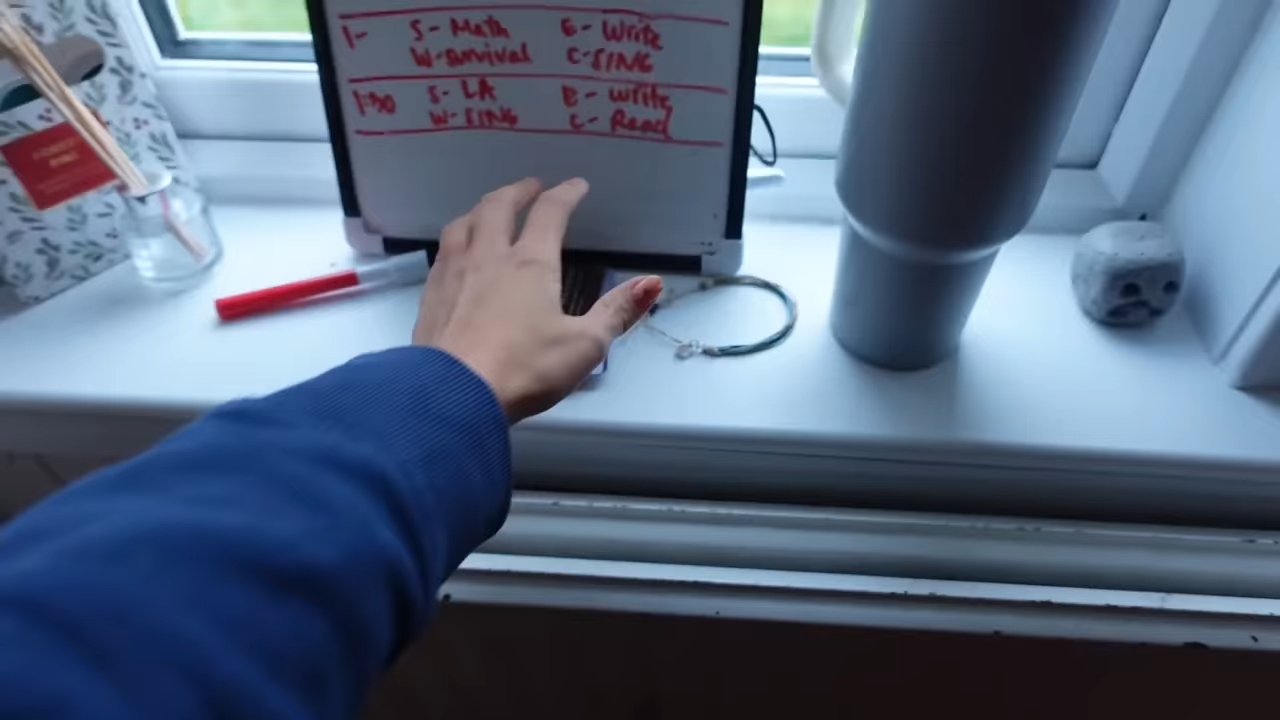 1- S- Math E- Write
W- survival C- SING
1:30 S- LA E- write
W- SING C- Read